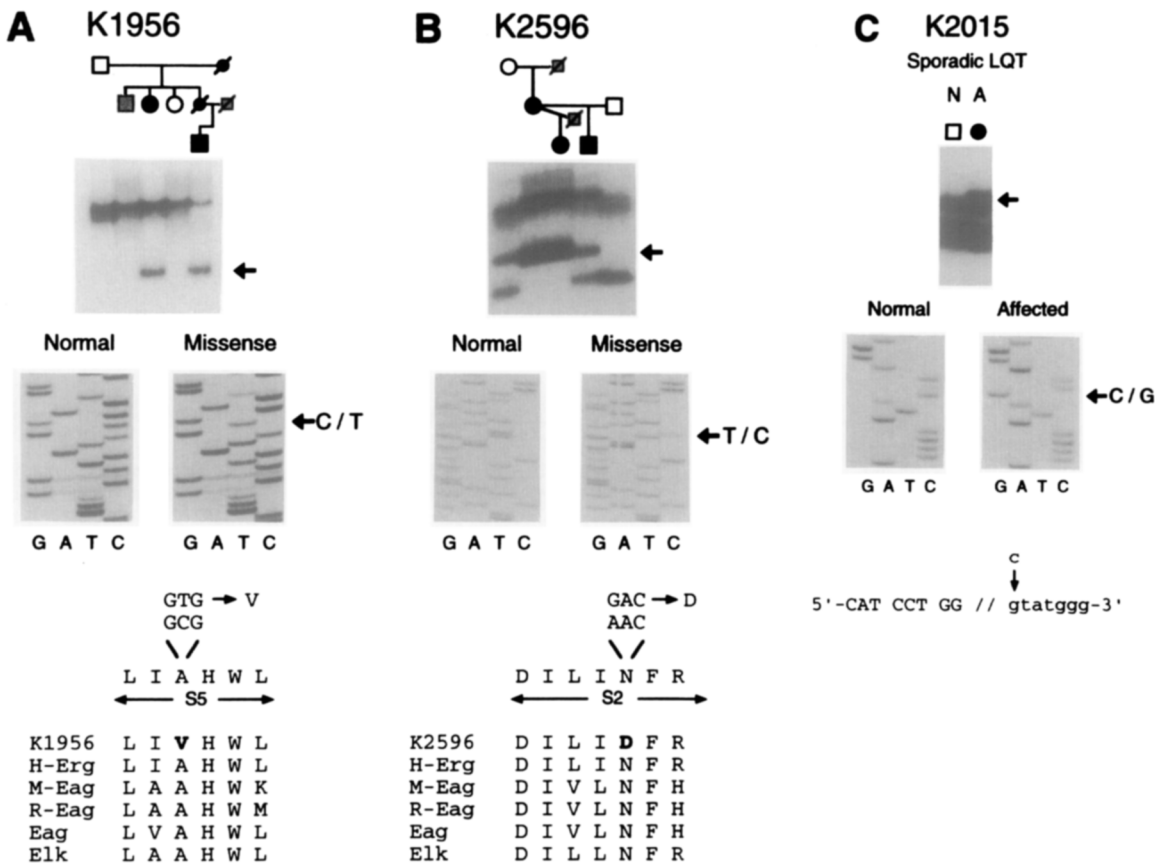 A K1956
Normal Missense
C / T
G A T C G A T C
GTG → V
GCG
L I A H W L
S5
K1956 L I V H W L
H-Erg L I A H W L
M-Eag L A A H W K
R-Eag L A A H W M
Eag L V A H W L
Elk L A A H W L
B K2596
Normal Missense
T / C
G A T C G A T C
GAC → D
AAC
D I L I N F R
S2
K2596 D I L I D F R
H-Erg D I L I N F R
M-Eag D I V L N F H
R-Eag D I V L N F H
Eag D I V L N F H
Elk D I L L N F R
C K2015
Sporadic LQT
N A
Normal Affected
C / G
G A T C G A T C
c
5'-CAT CCT GG // gtatggg-3'